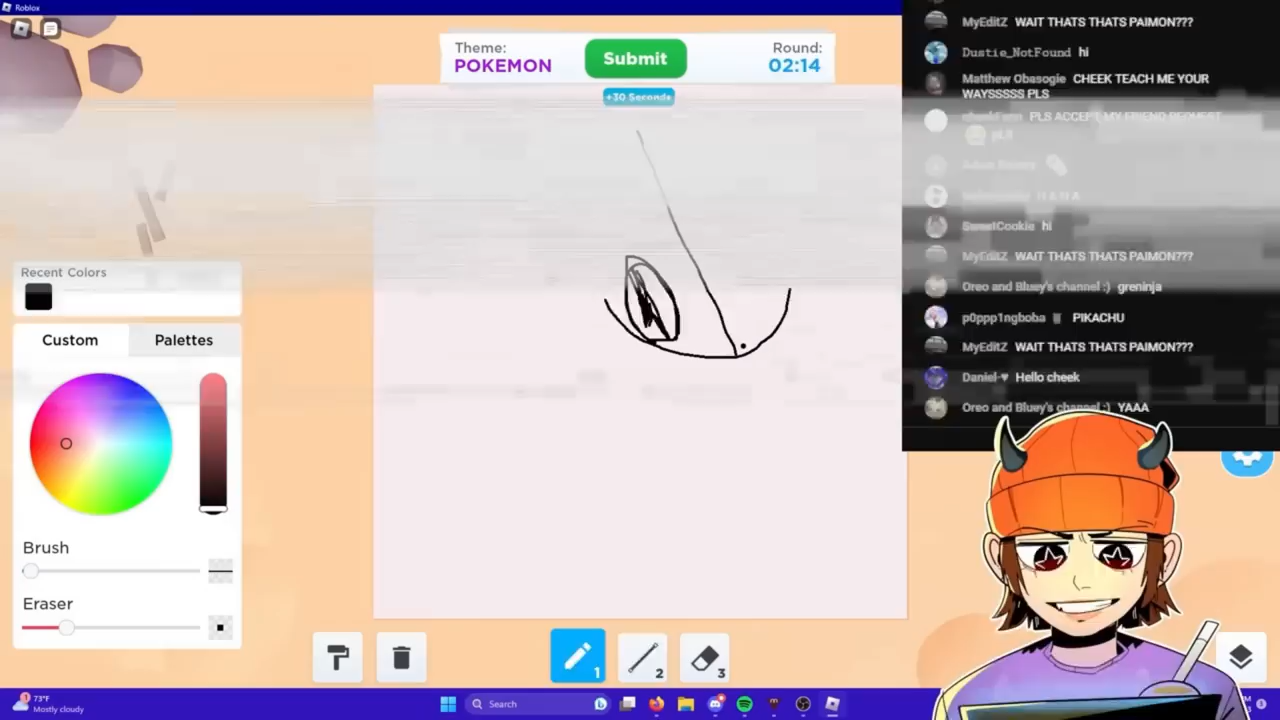 Roblox
Theme:
POKEMON
Submit
Round:
02:14
+30 Seconds
Recent Colors
Custom
Palettes
Brush
Eraser
1
2
3
MyEditZ WAIT THATS THATS PAIMON???
Dustie_NotFound hi
Matthew Obasogie CHEEK TEACH ME YOUR
WAYSSSSS PLS
PLS ACCEPT MY FRIEND REQUEST
SweetCookie hi
MyEditZ WAIT THATS THATS PAIMON???
Oreo and Bluey's channel :) greninja
p0ppp1ngboba PIKACHU
MyEditZ WAIT THATS THATS PAIMON???
Daniel-♥ Hello cheek
Oreo and Bluey's channel :) YAAA
1
73°F
Mostly cloudy
Search